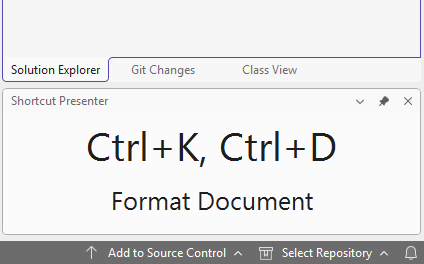 Solution Explorer Git Changes Class View
Shortcut Presenter
Ctrl+K, Ctrl+D
Format Document
Add to Source Control Select Repository